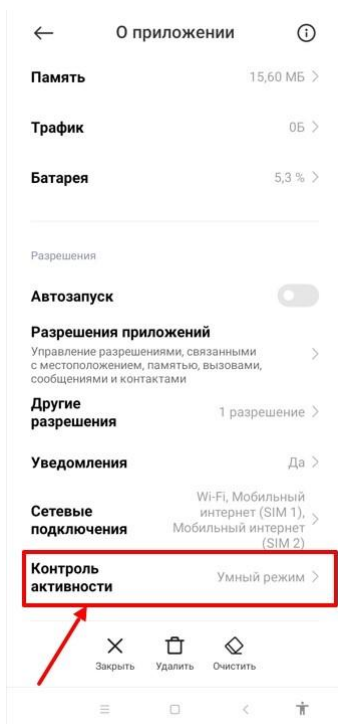 О приложении
Память 15,60 МБ
Трафик 0Б
Батарея 5,3 %
Разрешения
Автозапуск
Разрешения приложений
Управление разрешениями, связанными
с местоположением, памятью, вызовами,
сообщениями и контактами
Другие
разрешения
1 разрешение
Уведомления Да
Сетевые
подключения
Wi-Fi, Мобильный
интернет (SIM 1),
Мобильный интернет
(SIM 2)
Контроль
активности
Умный режим
Закрыть Удалить Очистить